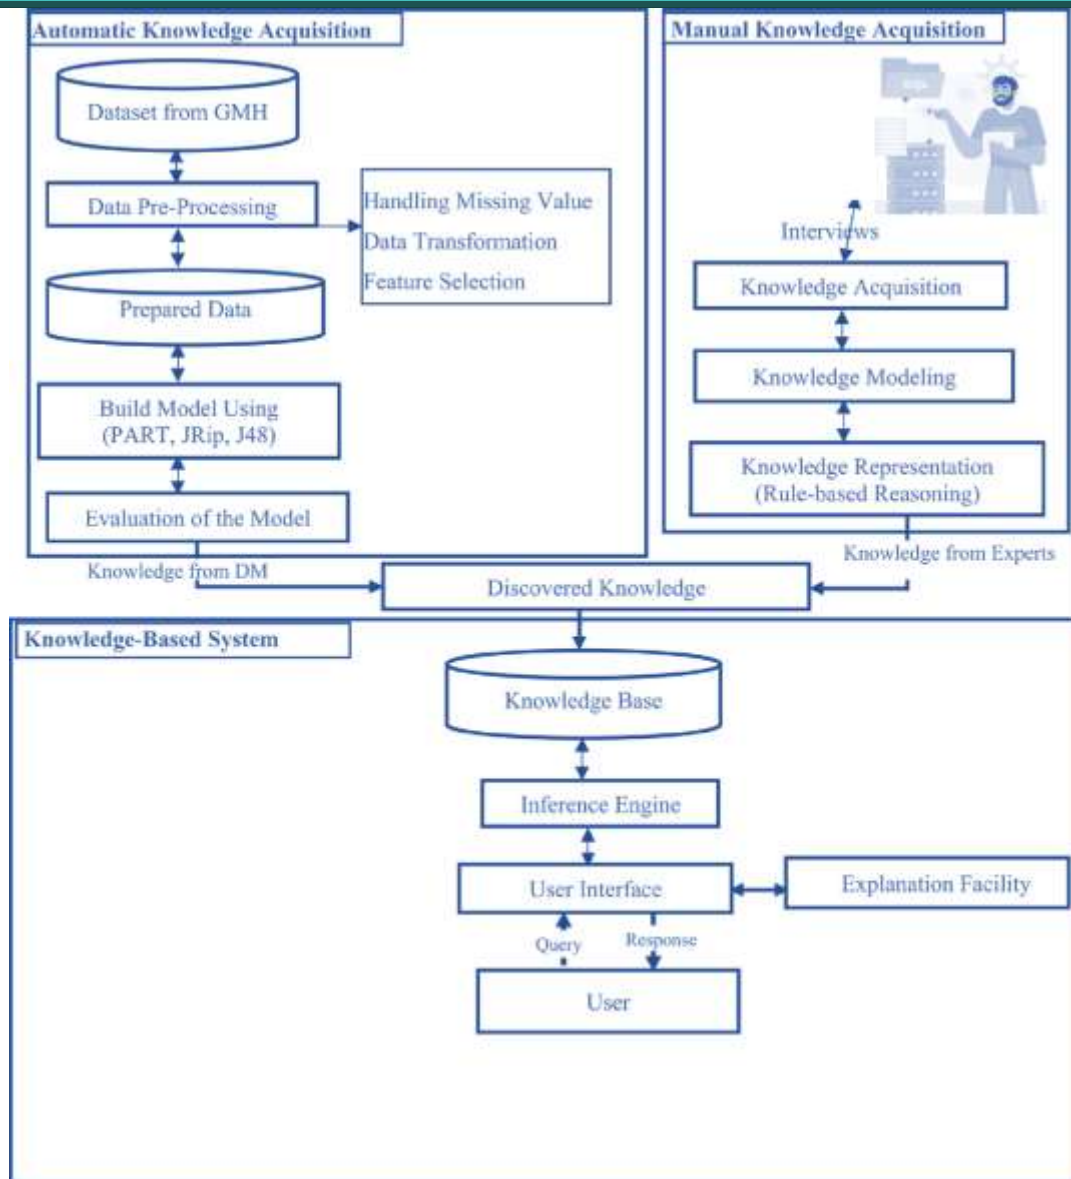 Automatic Knowledge Acquisition
Dataset from GMH
Data Pre-Processing
Handling Missing Value
Data Transformation
Feature Selection
Prepared Data
Build Model Using
(PART, JRip, J48)
Evaluation of the Model
Knowledge from DM
Manual Knowledge Acquisition
Interviews
Knowledge Acquisition
Knowledge Modeling
Knowledge Representation
(Rule-based Reasoning)
Knowledge from Experts
Discovered Knowledge
Knowledge-Based System
Knowledge Base
Inference Engine
User Interface
Explanation Facility
Query
Response
User